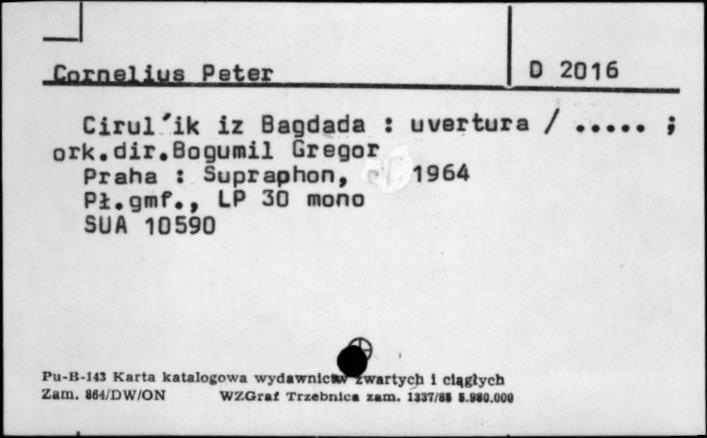 Cornelius Peter
D 2016
Cirul´ik iz Bagdada : uvertura / ..... ;
ork.dir.Bogumil Gregor
Praha : Supraphon, 1964
Pł.gmf., LP 30 mono
SUA 10590
Pu-B-143 Karta katalogowa wydawnictw zwartych i ciągłych
Zam. 864/DW/ON WZGraf Trzebnica zam. 1337/88 5.980.000